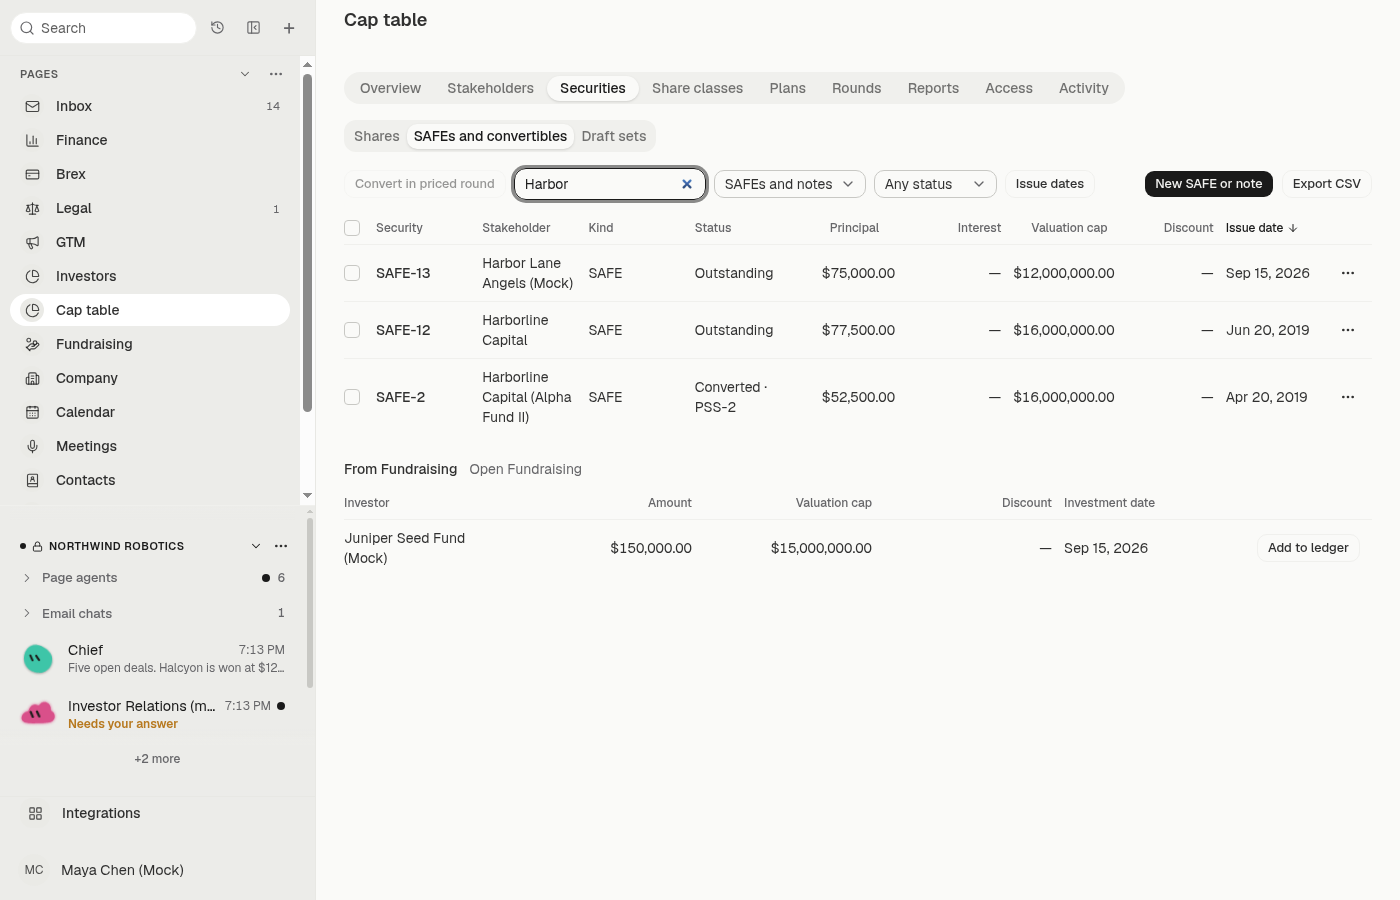 Search
PAGES
Inbox 14
Finance
Brex
Legal 1
GTM
Investors
Cap table
Fundraising
Company
Calendar
Meetings
Contacts
NORTHWIND ROBOTICS
Page agents 6
Email chats 1
Chief 7:13 PM
Five open deals. Halcyon is won at $12...
Investor Relations (m... 7:13 PM
Needs your answer
+2 more
Integrations
MC Maya Chen (Mock)
Cap table
Overview Stakeholders Securities Share classes Plans Rounds Reports Access Activity
Shares SAFEs and convertibles Draft sets
Convert in priced round Harbor SAFEs and notes Any status Issue dates New SAFE or note Export CSV
Security Stakeholder Kind Status Principal Interest Valuation cap Discount Issue date ↓
SAFE-13 Harbor Lane Angels (Mock) SAFE Outstanding $75,000.00 — $12,000,000.00 — Sep 15, 2026
SAFE-12 Harborline Capital SAFE Outstanding $77,500.00 — $16,000,000.00 — Jun 20, 2019
SAFE-2 Harborline Capital (Alpha Fund II) SAFE Converted · PSS-2 $52,500.00 — $16,000,000.00 — Apr 20, 2019
From Fundraising Open Fundraising
Investor Amount Valuation cap Discount Investment date
Juniper Seed Fund (Mock) $150,000.00 $15,000,000.00 — Sep 15, 2026 Add to ledger